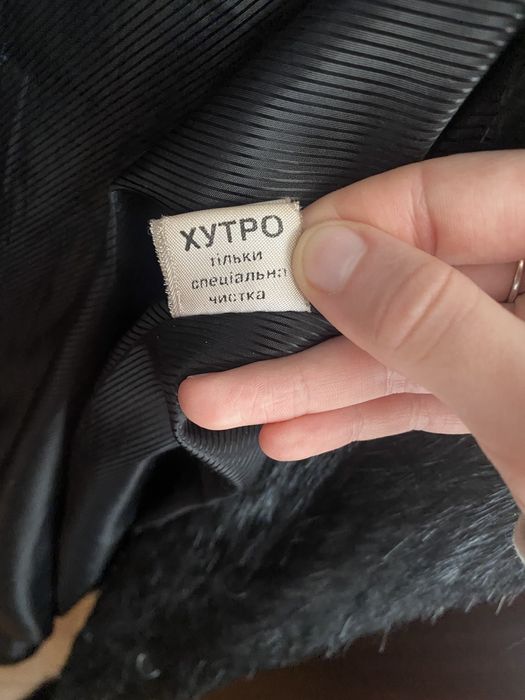 ХУТРО
тільки
спеціальна
чистка